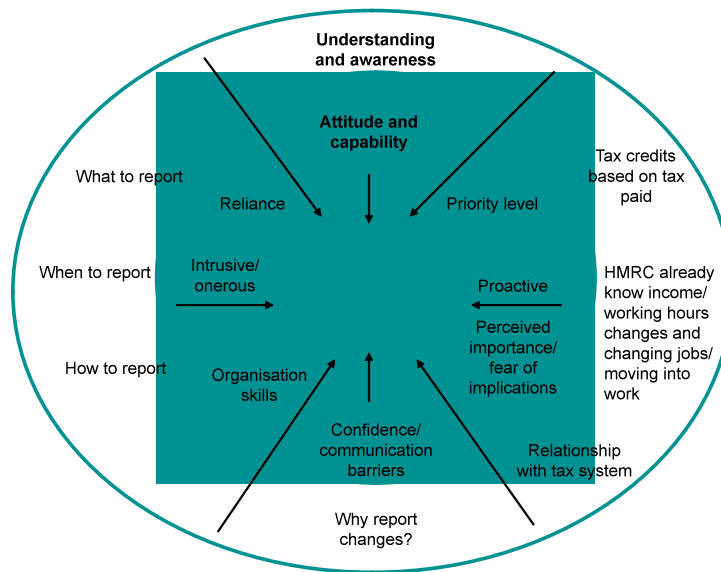 Understanding
and awareness
Attitude and
capability
What to report
Tax credits
based on tax
paid
Reliance
Priority level
When to report
Intrusive/
onerous
Proactive
HMRC already
know income/
working hours
changes and
changing jobs/
moving into
work
How to report
Perceived
importance/
fear of
implications
Organisation
skills
Confidence/
communication
barriers
Relationship
with tax system
Why report
changes?